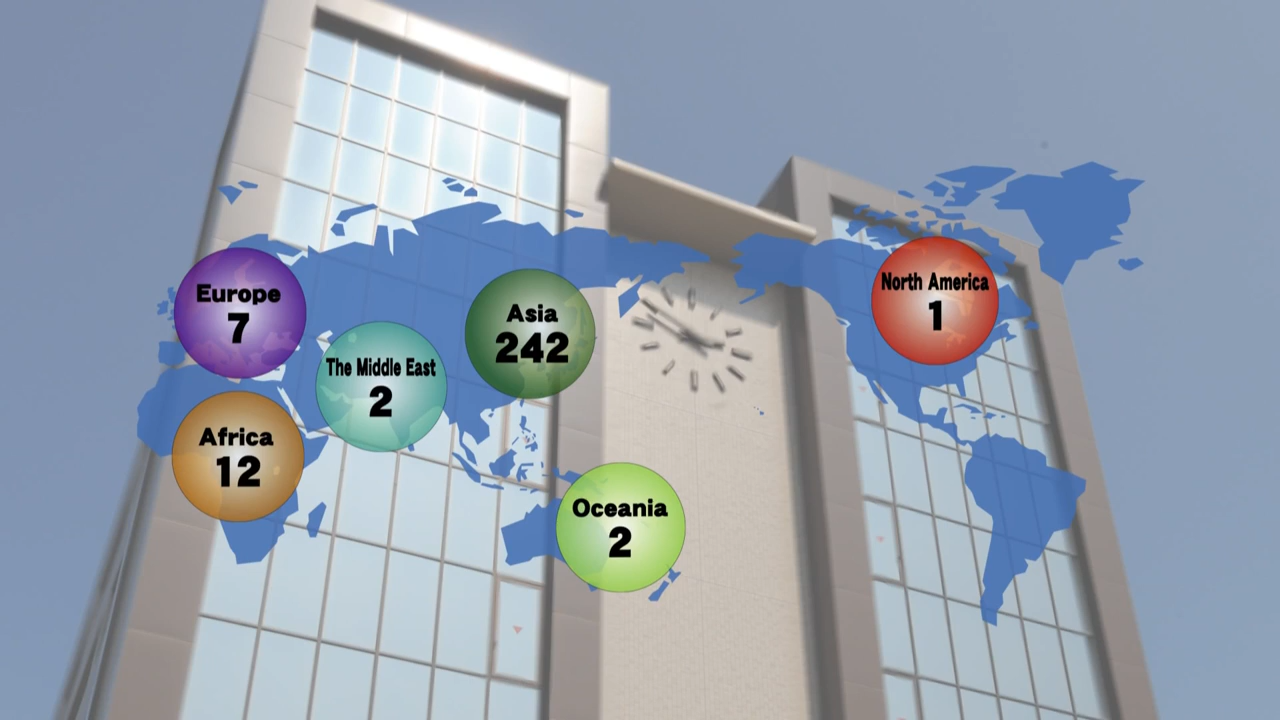 Europe
7
The Middle East
2
Asia
242
North America
1
Africa
12
Oceania
2